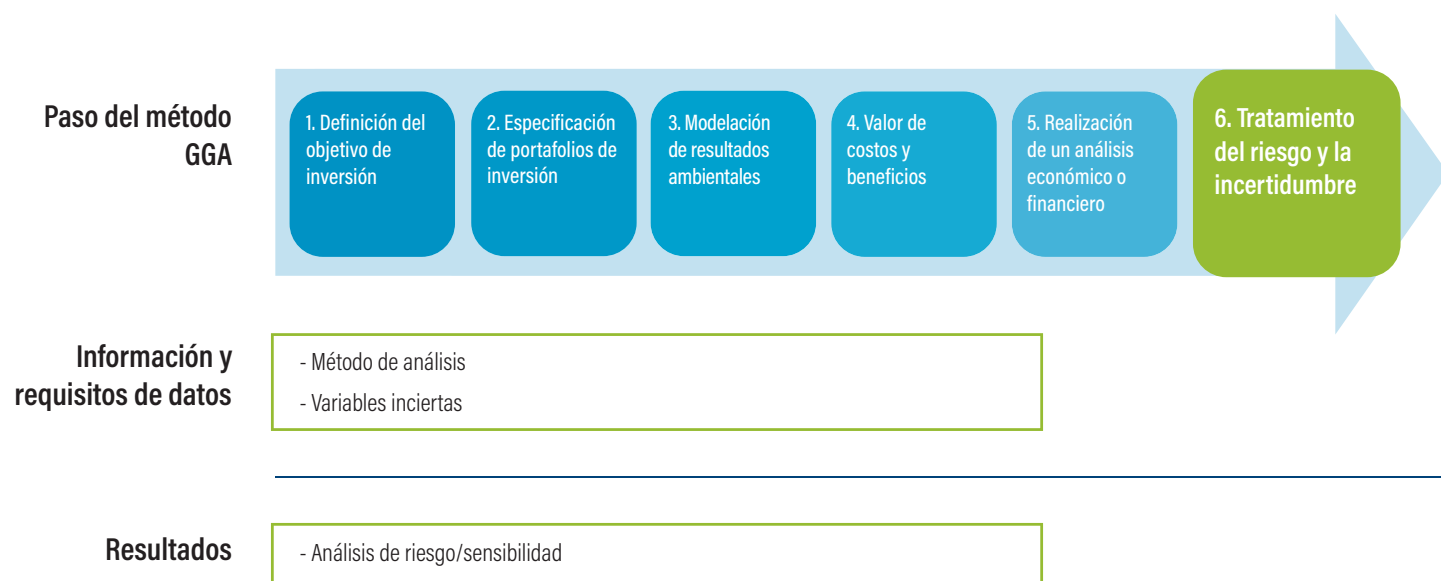 Paso del método
GGA
1. Definición del
objetivo de
inversión
2. Especificación
de portafolios de
inversión
3. Modelación
de resultados
ambientales
4. Valor de
costos y
beneficios
5. Realización
de un análisis
económico o
financiero
6. Tratamiento
del riesgo y la
incertidumbre
Información y
requisitos de datos
- Método de análisis
- Variables inciertas
Resultados
- Análisis de riesgo/sensibilidad